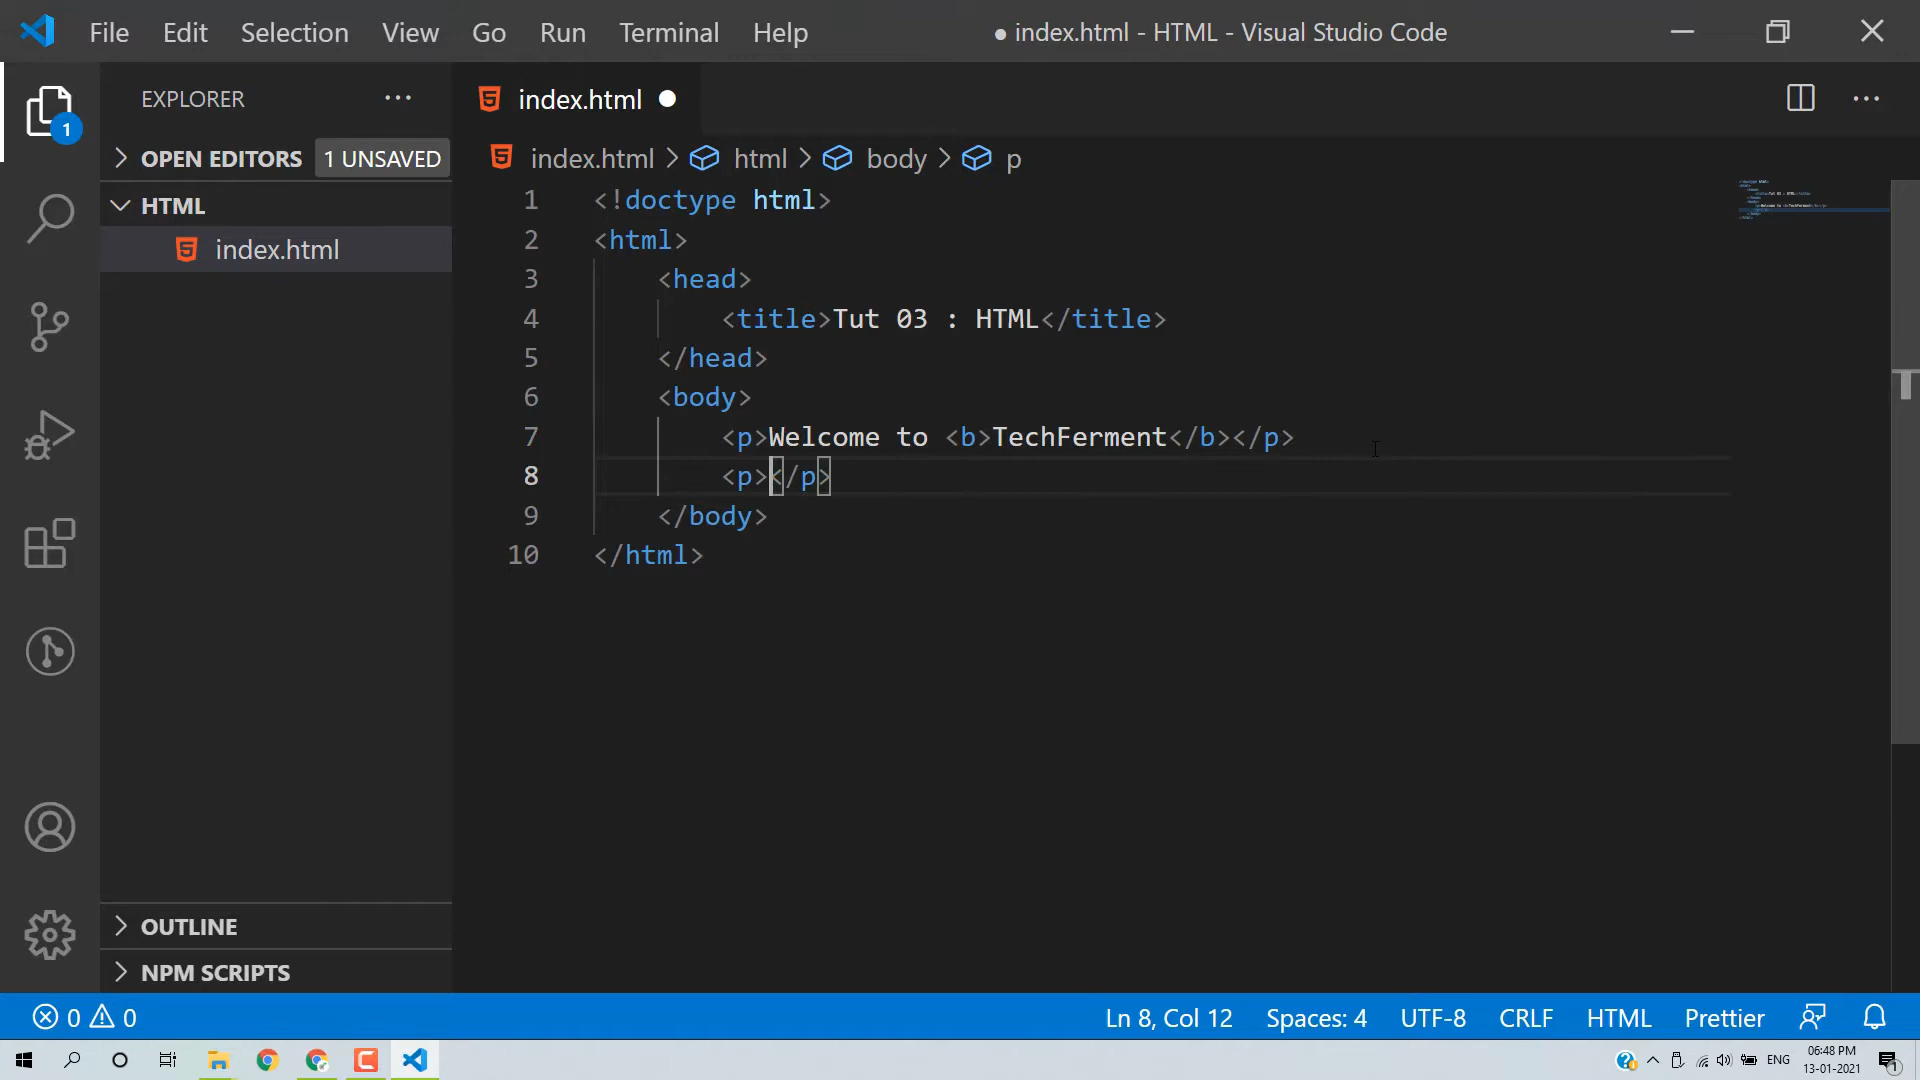 File Edit Selection View Go Run Terminal Help ● index.html - HTML - Visual Studio Code
EXPLORER
index.html
1
OPEN EDITORS 1 UNSAVED
index.html > html > body > p
HTML
index.html
1 <!doctype html>
2 <html>
3 <head>
4 <title>Tut 03 : HTML</title>
5 </head>
6 <body>
7 <p>Welcome to <b>TechFerment</b></p>
8 <p></p>
9 </body>
10 </html>
OUTLINE
NPM SCRIPTS
0 0 Ln 8, Col 12 Spaces: 4 UTF-8 CRLF HTML Prettier
ENG 06:48 PM
13-01-2021
1